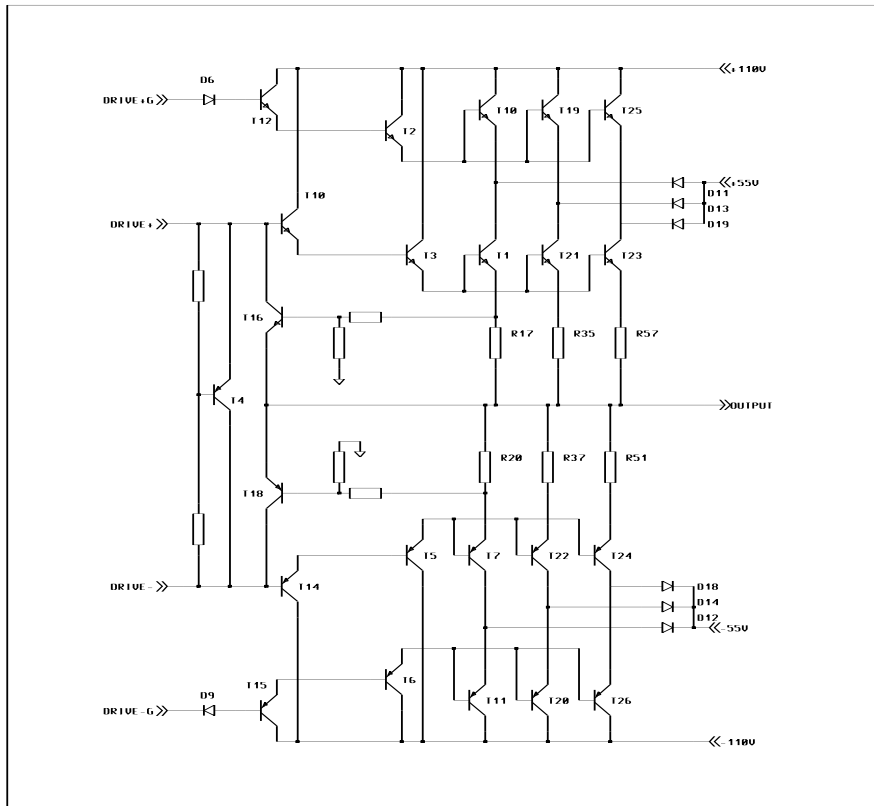 +110V
D6
DRIVE+G
T12
T2
T10
T19
T25
+55V
D11
D13
D19
T10
DRIVE+
T3
T1
T21
T23
T16
R17
R35
R57
T4
OUTPUT
R20
R37
R51
T18
T5
T7
T22
T24
DRIVE-
T14
D18
D14
D12
-55V
T15
T6
D9
DRIVE-G
T11
T20
T26
-110V